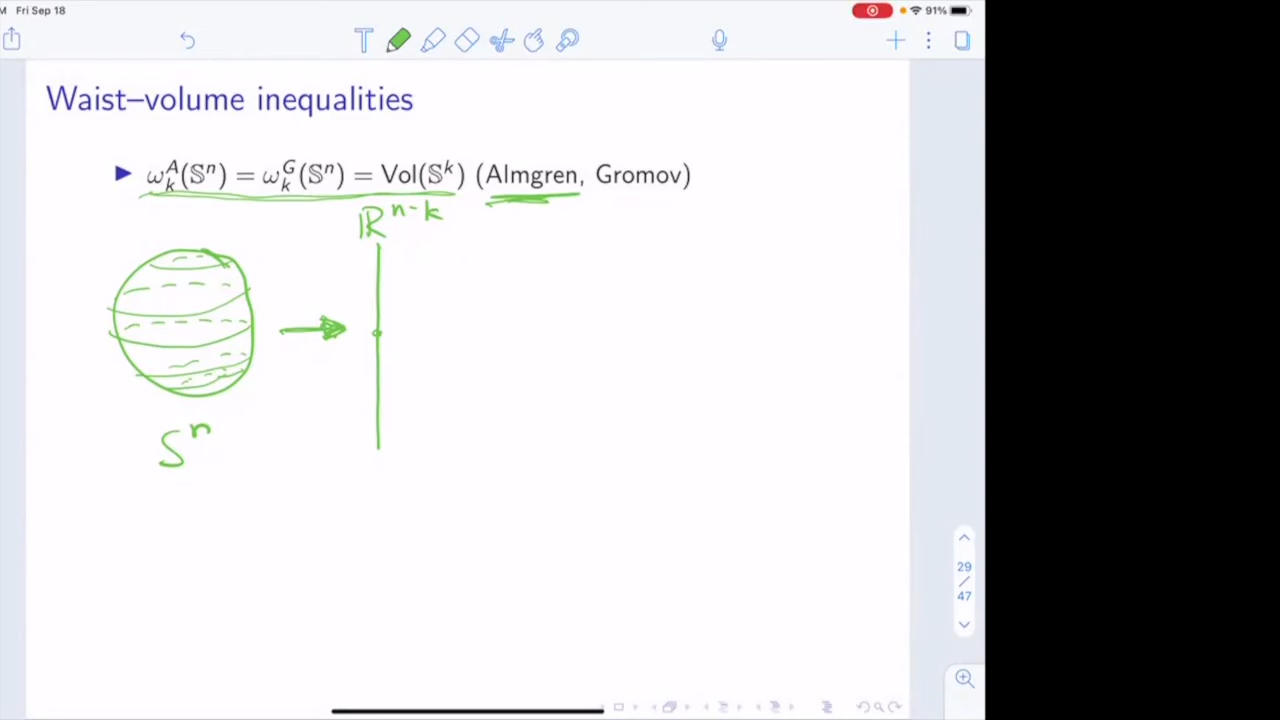 M Fri Sep 18
91%
T
Waist–volume inequalities
▶ ω_k^A(𝕊^n) = ω_k^G(𝕊^n) = Vol(𝕊^k) (Almgren, Gromov)
ℝ^{n-k}
S^n
29
/
47